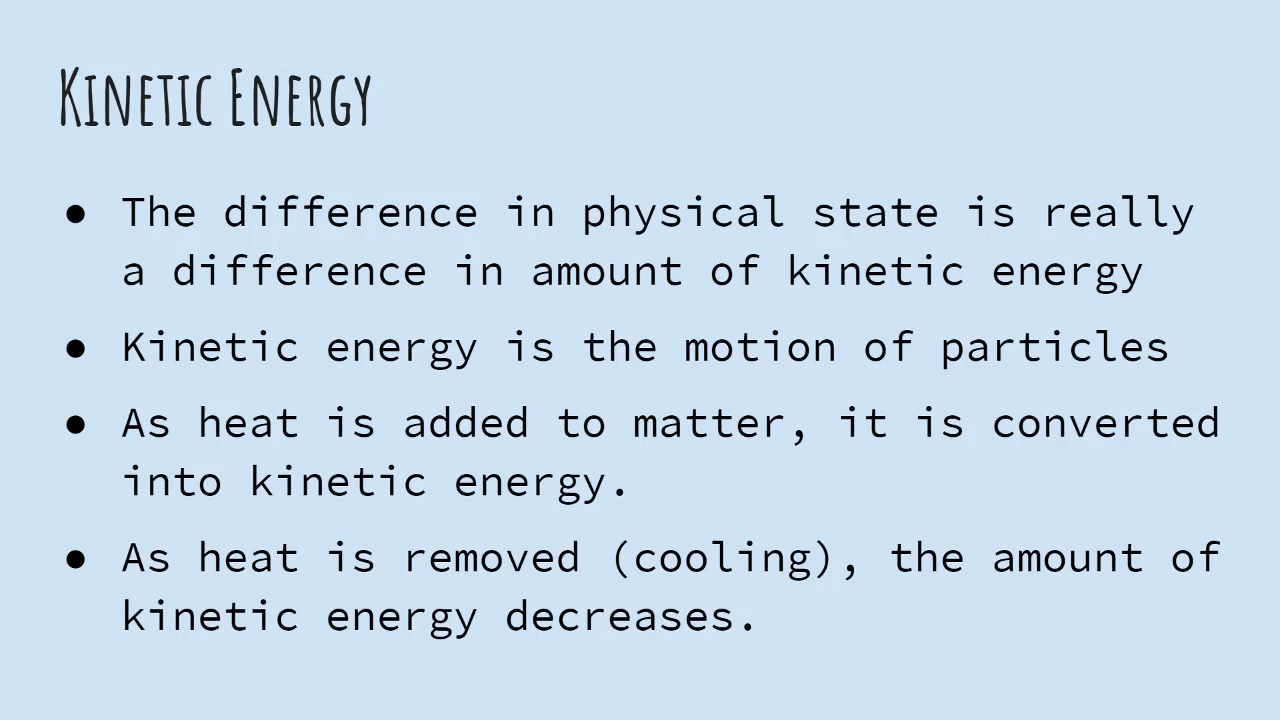 Kinetic Energy
● The difference in physical state is really
a difference in amount of kinetic energy
● Kinetic energy is the motion of particles
● As heat is added to matter, it is converted
into kinetic energy.
● As heat is removed (cooling), the amount of
kinetic energy decreases.